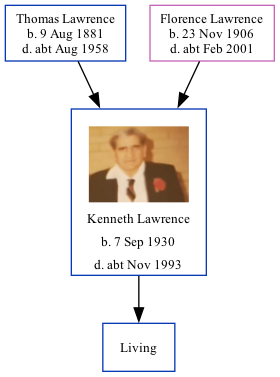 Thomas Lawrence
b. 9 Aug 1881
d. abt Aug 1958
Florence Lawrence
b. 23 Nov 1906
d. abt Feb 2001
Kenneth Lawrence
b. 7 Sep 1930
d. abt Nov 1993
Living